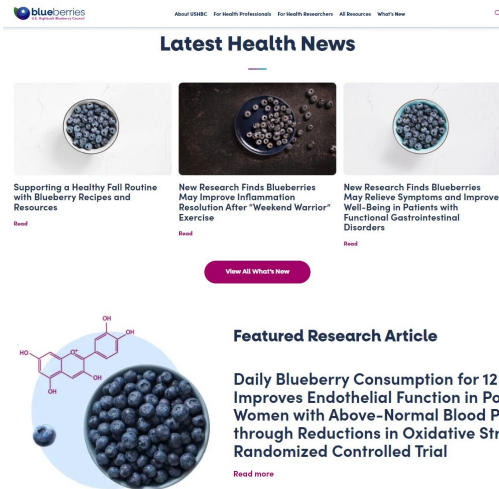 blueberries
U.S. Highbush Blueberry Council
About USHBC For Health Professionals For Health Researchers All Resources What's New
Latest Health News
Supporting a Healthy Fall Routine
with Blueberry Recipes and
Resources
Read
New Research Finds Blueberries
May Improve Inflammation
Resolution After "Weekend Warrior"
Exercise
Read
New Research Finds Blueberries
May Relieve Symptoms and Improve
Well-Being in Patients with
Functional Gastrointestinal
Disorders
Read
View All What's New
OH
OH
HO
O+
OH
OH
Featured Research Article
Daily Blueberry Consumption for 12
Improves Endothelial Function in Po
Women with Above-Normal Blood P
through Reductions in Oxidative Str
Randomized Controlled Trial
Read more